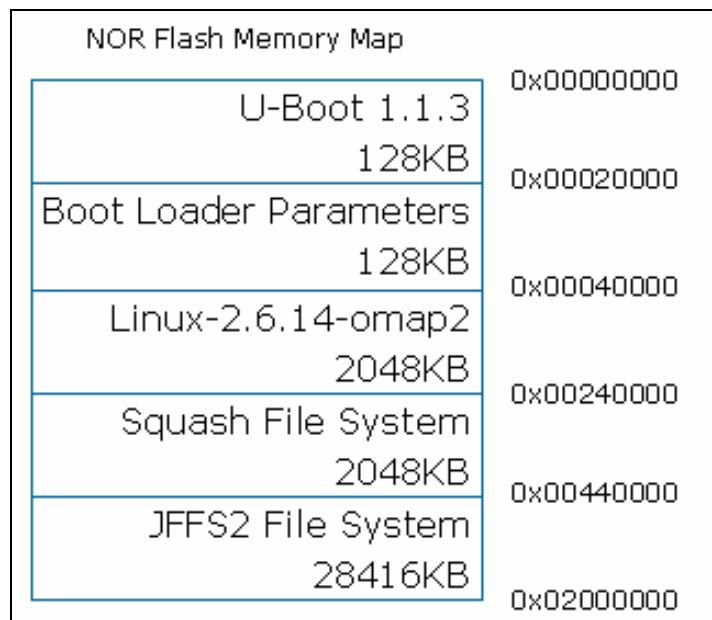 NOR Flash Memory Map
0x00000000
U-Boot 1.1.3
128KB
0x00020000
Boot Loader Parameters
128KB
0x00040000
Linux-2.6.14-omap2
2048KB
0x00240000
Squash File System
2048KB
0x00440000
JFFS2 File System
28416KB
0x02000000